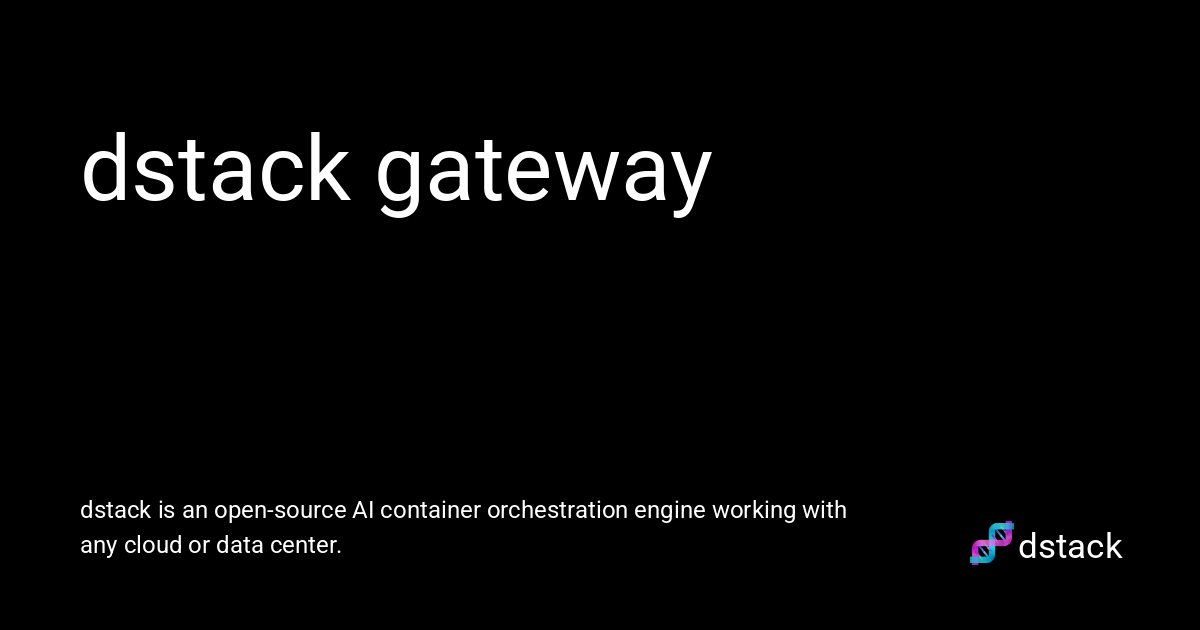 dstack gateway
dstack is an open-source AI container orchestration engine working with
any cloud or data center.
dstack